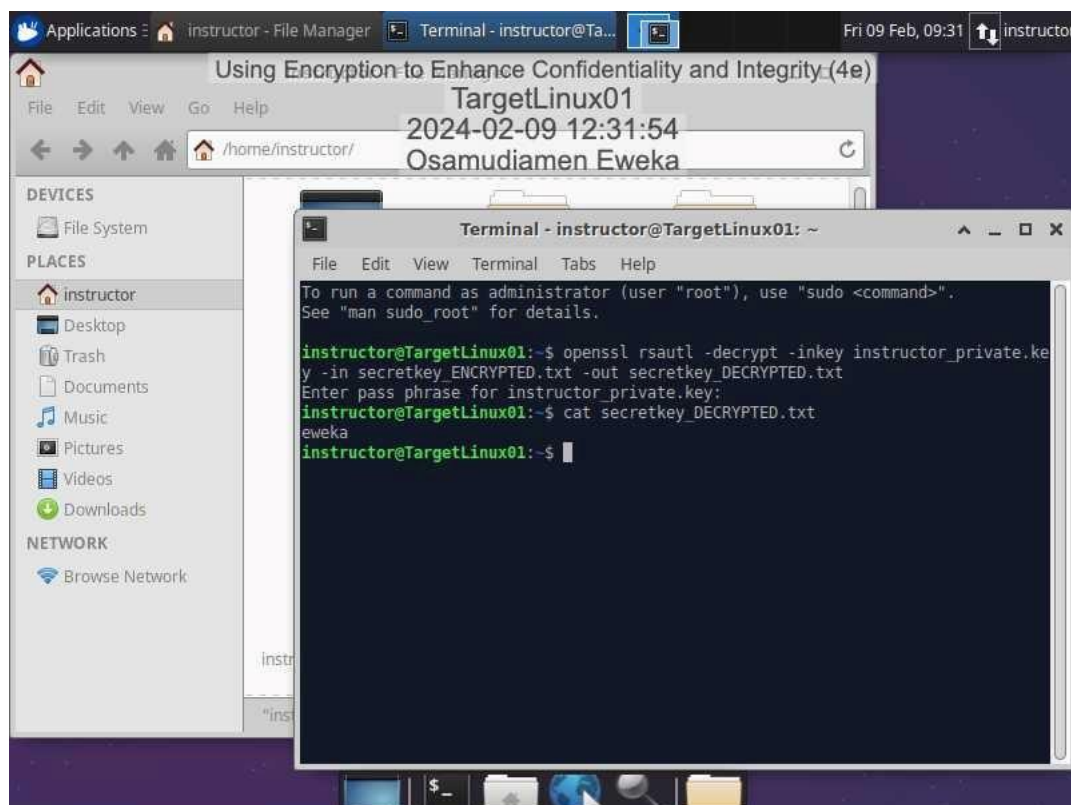 Applications
instructor - File Manager
Terminal - instructor@Ta...
Fri 09 Feb, 09:31
instructo
Using Encryption to Enhance Confidentiality and Integrity (4e)
TargetLinux01
2024-02-09 12:31:54
Osamudiamen Eweka
File Edit View Go Help
/home/instructor/
DEVICES
File System
PLACES
instructor
Desktop
Trash
Documents
Music
Pictures
Videos
Downloads
NETWORK
Browse Network
instr
"inst
Terminal - instructor@TargetLinux01: ~
File Edit View Terminal Tabs Help
To run a command as administrator (user "root"), use "sudo <command>".
See "man sudo_root" for details.
instructor@TargetLinux01:~$ openssl rsautl -decrypt -inkey instructor_private.ke
y -in secretkey_ENCRYPTED.txt -out secretkey_DECRYPTED.txt
Enter pass phrase for instructor_private.key:
instructor@TargetLinux01:~$ cat secretkey_DECRYPTED.txt
eweka
instructor@TargetLinux01:~$
$_